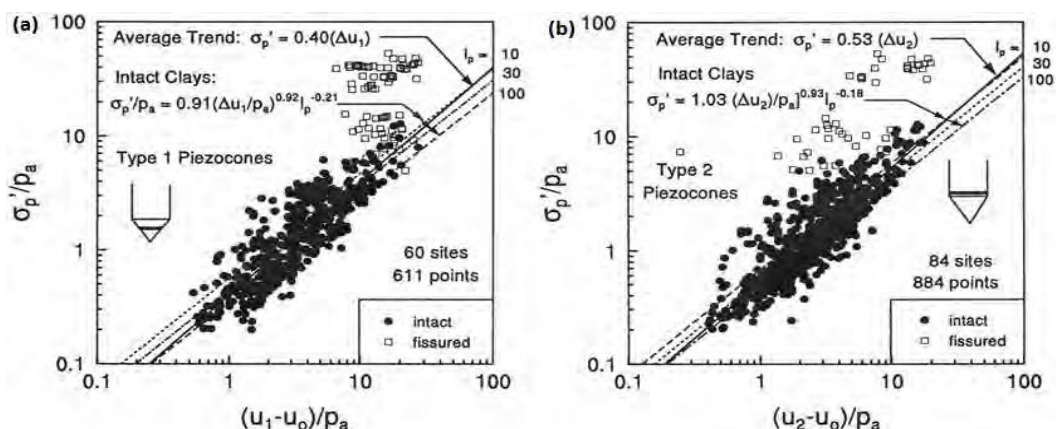 (a)
100
Average Trend: σp' = 0.40(Δu1)
Ip =
10
30
100
Intact Clays:
σp'/pa = 0.91(Δu1/pa)^0.92 Ip^-0.21
10
Type 1 Piezocones
σp'/pa
1
60 sites
611 points
intact
fissured
0.1
0.1
1
10
100
(u1-uo)/pa
(b)
100
Average Trend: σp' = 0.53 (Δu2)
Ip =
10
30
100
Intact Clays
σp' = 1.03 (Δu2)/pa]^0.93 Ip^-0.18
10
Type 2
Piezocones
σp'/pa
1
84 sites
884 points
intact
fissured
0.1
0.1
1
10
100
(u2-uo)/pa